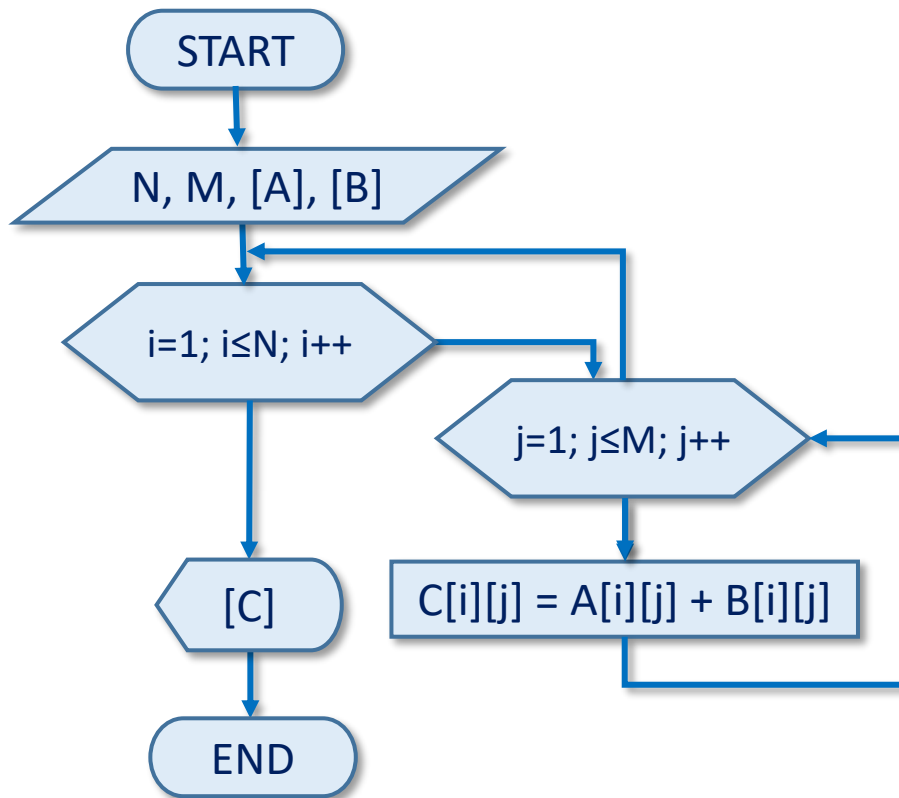 START
N, M, [A], [B]
i=1; i≤N; i++
j=1; j≤M; j++
C[i][j] = A[i][j] + B[i][j]
[C]
END